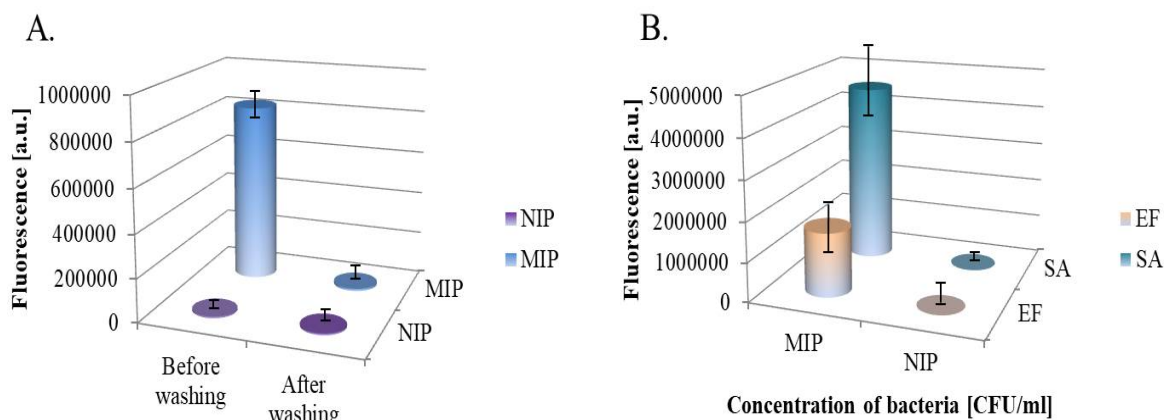 A.
Fluorescence [a.u.]
1000000
800000
600000
400000
200000
0
Before
washing
After
washing
NIP
MIP
NIP
MIP
B.
Fluorescence [a.u.]
5000000
4000000
3000000
2000000
1000000
0
MIP
NIP
EF
SA
EF
SA
Concentration of bacteria [CFU/ml]